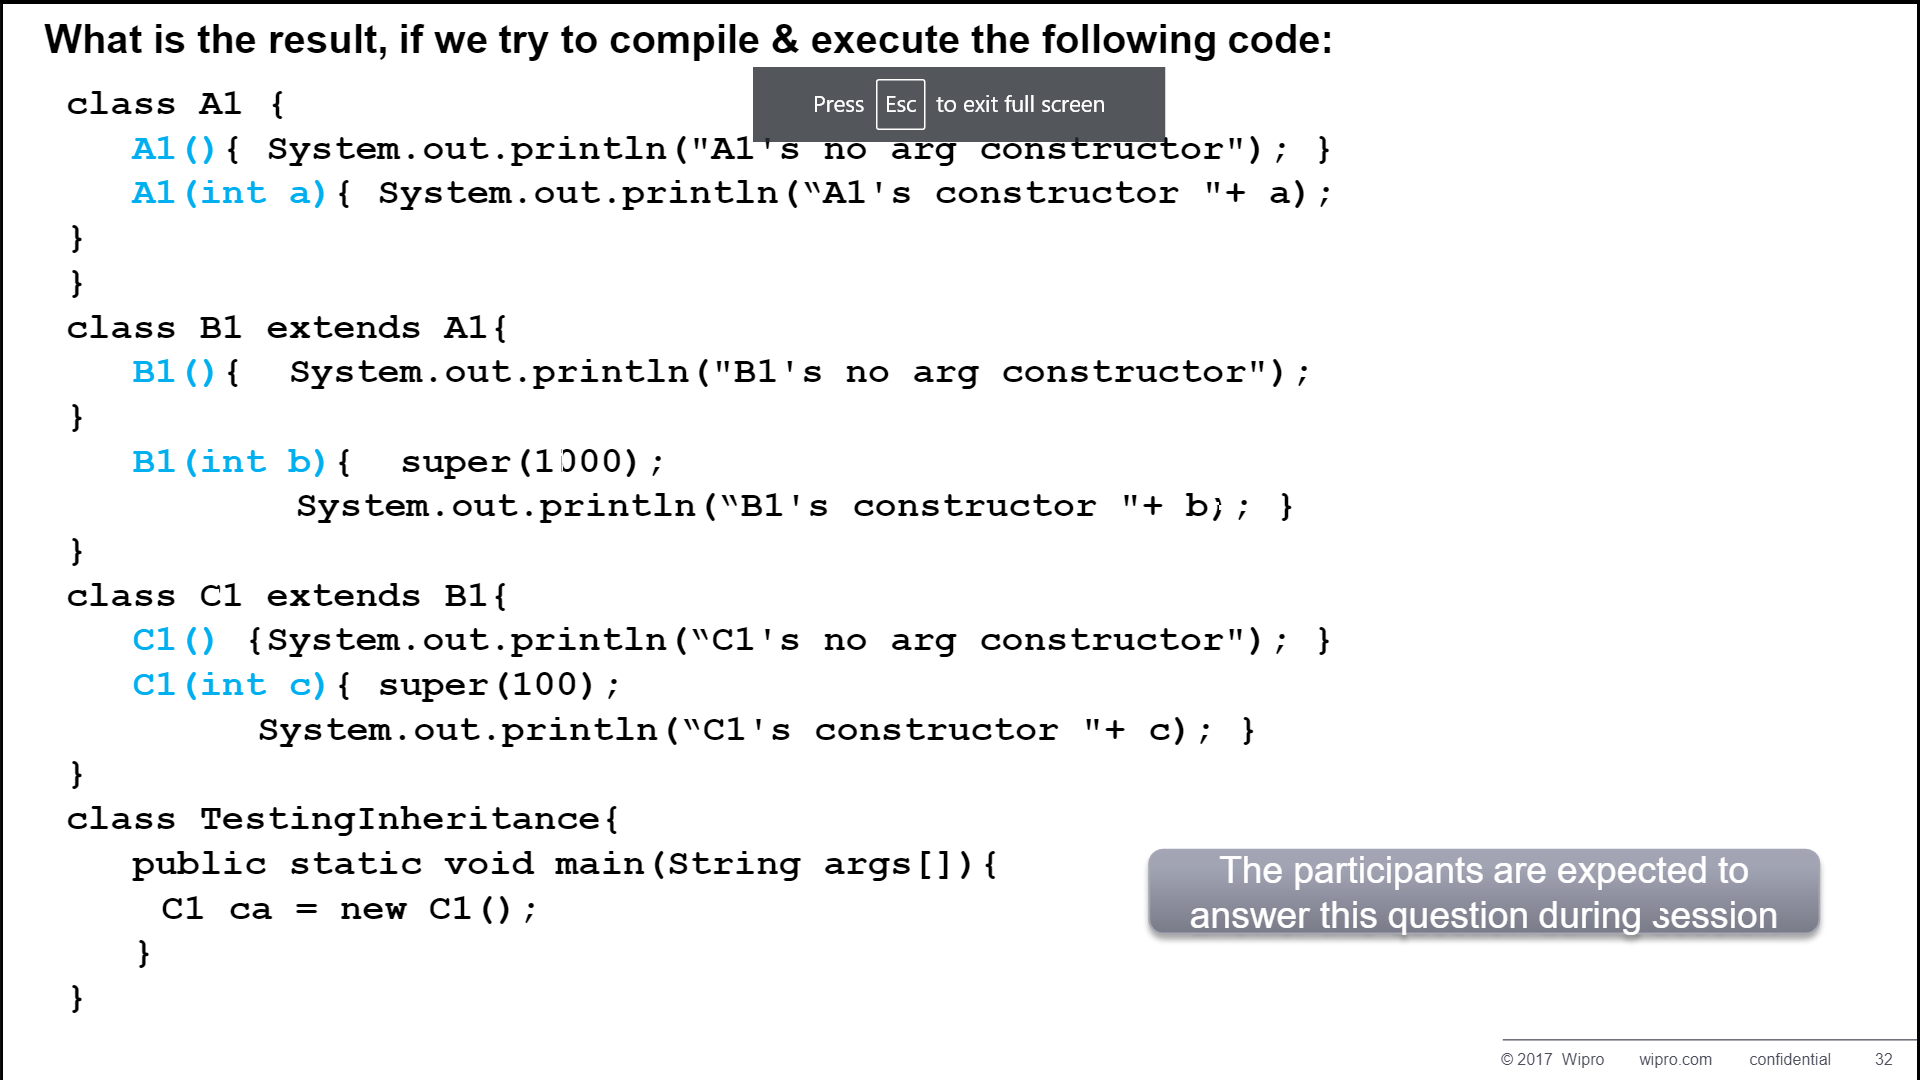 What is the result, if we try to compile & execute the following code:
class A1 {
Press Esc to exit full screen
A1(){ System.out.println("A1's no arg constructor"); }
A1(int a){ System.out.println(“A1's constructor "+ a);
}
}
class B1 extends A1{
B1(){ System.out.println("B1's no arg constructor");
}
B1(int b){ super(1000);
System.out.println(“B1's constructor "+ b); }
}
class C1 extends B1{
C1() {System.out.println(“C1's no arg constructor"); }
C1(int c){ super(100);
System.out.println(“C1's constructor "+ c); }
}
class TestingInheritance{
public static void main(String args[]){
C1 ca = new C1();
}
}
The participants are expected to
answer this question during session
© 2017 Wipro wipro.com confidential 32